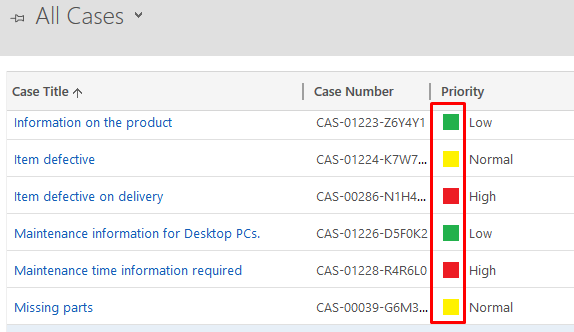 All Cases
Case Title Case Number Priority
Information on the product CAS-01223-Z6Y4Y1 Low
Item defective CAS-01224-K7W7... Normal
Item defective on delivery CAS-00286-N1H4... High
Maintenance information for Desktop PCs. CAS-01226-D5F0K2 Low
Maintenance time information required CAS-01228-R4R6L0 High
Missing parts CAS-00039-G6M3... Normal